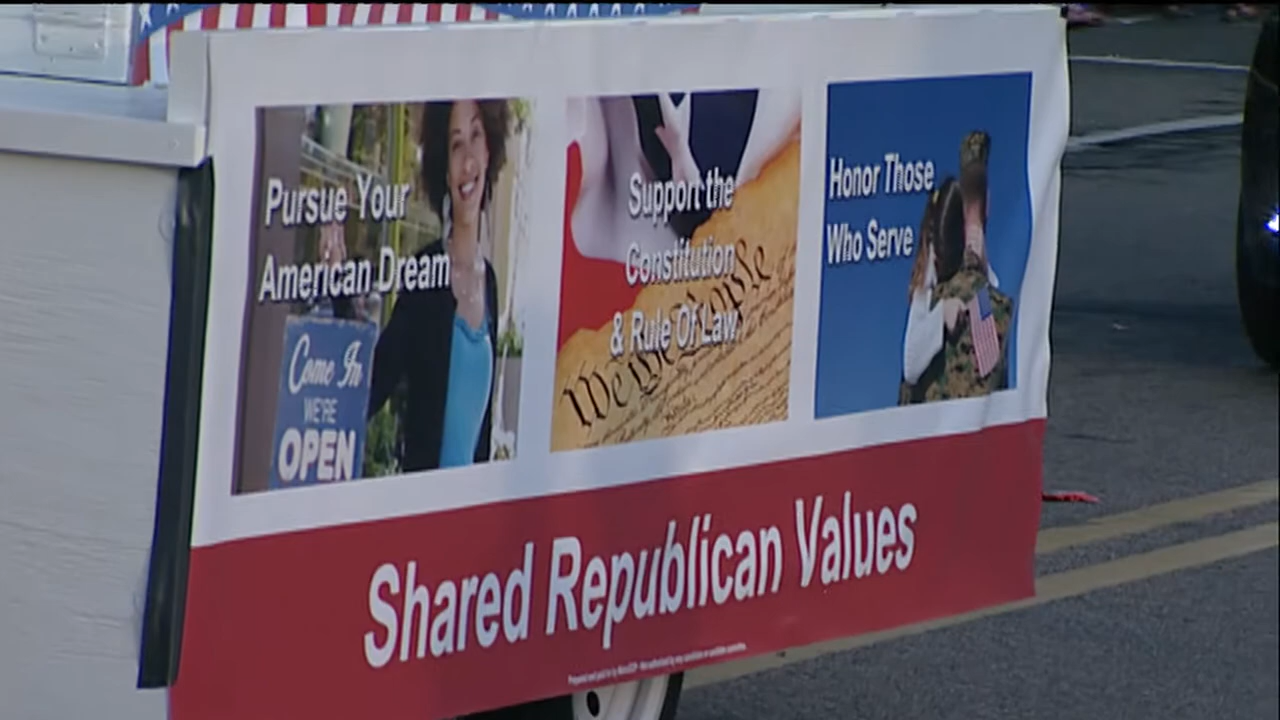 Pursue Your
American Dream
Come In
WE'RE
OPEN
Support the
Constitution
& Rule Of Law
We the People
Honor Those
Who Serve
Shared Republican Values